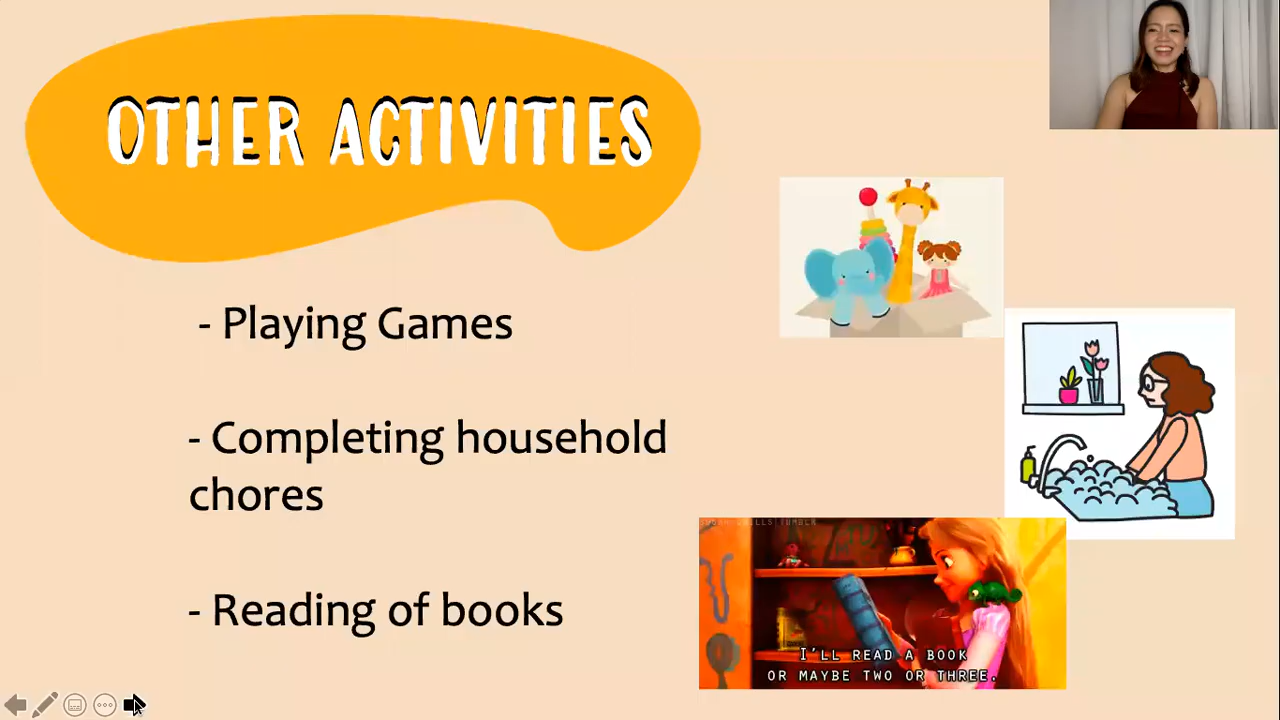 OTHER ACTIVITIES
- Playing Games
- Completing household
chores
- Reading of books
I'LL READ A BOOK
OR MAYBE TWO OR THREE.